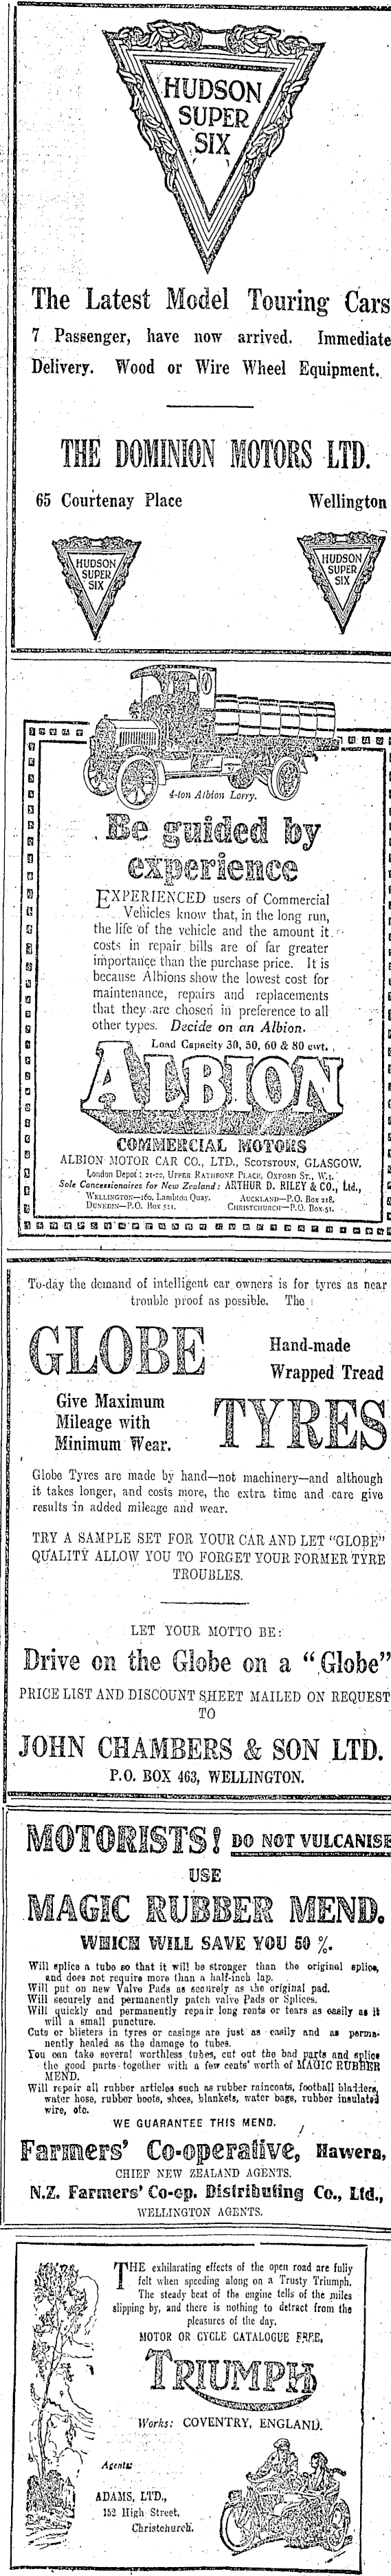 HUDSON
SUPER
SIX
The Latest Model Touring Cars
7 Passenger, have now arrived. Immediate
Delivery. Wood or Wire Wheel Equipment.
THE DOMINION MOTORS LTD.
65 Courtenay Place Wellington
HUDSON
SUPER
SIX
HUDSON
SUPER
SIX
4-ton Albion Lorry.
Be guided by
experience
EXPERIENCED users of Commercial
Vehicles know that, in the long run,
the life of the vehicle and the amount it
costs in repair bills are of far greater
importance than the purchase price. It is
because Albions show the lowest cost for
maintenance, repairs and replacements
that they are chosen in preference to all
other types. Decide on an Albion.
Load Capacity 30, 50, 60 & 80 cwt.
ALBION
COMMERCIAL MOTORS
ALBION MOTOR CAR CO., LTD., SCOTSTOUN, GLASGOW.
London Depot: 21-22, UPPER RATHBONE PLACE, OXFORD ST., W.1.
Sole Concessionaires for New Zealand: ARTHUR D. RILEY & CO., Ltd.,
WELLINGTON—160, Lambton Quay. AUCKLAND—P.O. Box 218.
DUNEDIN—P.O. Box 521. CHRISTCHURCH—P.O. Box 51.
To-day the demand of intelligent car owners is for tyres as near
trouble proof as possible. The
GLOBE
Hand-made
Wrapped Tread
Give Maximum
Mileage with
Minimum Wear.
TYRES
Globe Tyres are made by hand—not machinery—and although
it takes longer, and costs more, the extra time and care give
results in added mileage and wear.
TRY A SAMPLE SET FOR YOUR CAR AND LET "GLOBE"
QUALITY ALLOW YOU TO FORGET YOUR FORMER TYRE
TROUBLES.
LET YOUR MOTTO BE:
Drive on the Globe on a "Globe"
PRICE LIST AND DISCOUNT SHEET MAILED ON REQUEST
TO
JOHN CHAMBERS & SON LTD.
P.O. BOX 463, WELLINGTON.
MOTORISTS! DO NOT VULCANISE
USE
MAGIC RUBBER MEND.
WHICH WILL SAVE YOU 50 %.
Will splice a tube so that it will be stronger than the original splice,
and does not require more than a half-inch lap.
Will put on new Valve Pads as securely as the original pad.
Will securely and permanently patch valve Pads or Splices.
Will quickly and permanently repair long rents or tears as easily as it
will a small puncture.
Cuts or blisters in tyres or casings are just as easily and as perma-
nently healed as the damage to tubes.
You can take several worthless tubes, cut out the bad parts and splice
the good parts together with a few cents' worth of MAGIC RUBBER
MEND.
Will repair all rubber articles such as rubber raincoats, football bladders,
water hose, rubber boots, shoes, blankets, water bags, rubber insulated
wire, etc.
WE GUARANTEE THIS MEND.
Farmers' Co-operative, Hawera,
CHIEF NEW ZEALAND AGENTS.
N.Z. Farmers' Co-op. Distributing Co., Ltd.,
WELLINGTON AGENTS.
THE exhilarating effects of the open road are fully
felt when speeding along on a Trusty Triumph.
The steady beat of the engine tells of the miles
slipping by, and there is nothing to detract from the
pleasures of the day.
MOTOR OR CYCLE CATALOGUE FREE.
TRIUMPH
Works: COVENTRY, ENGLAND.
Agents:
ADAMS, LTD.,
152 High Street,
Christchurch.